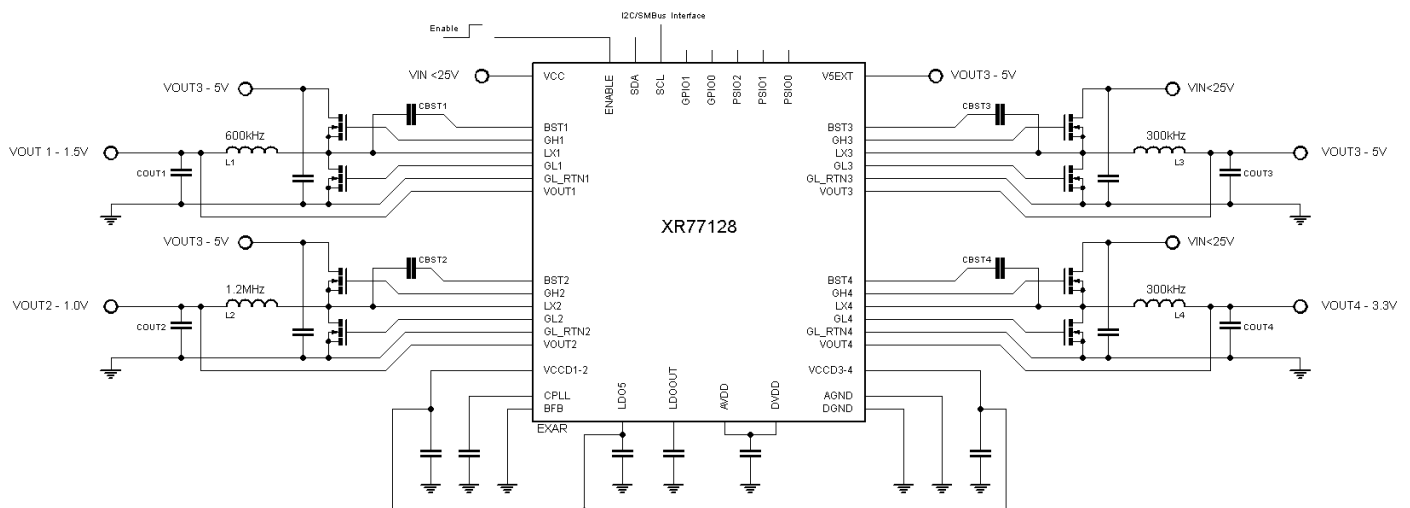 I2C/SMBus Interface
Enable
VIN <25V
VCC
ENABLE
SDA
SCL
GPIO1
GPIO0
PSIO2
PSIO1
PSIO0
V5EXT
VOUT3 - 5V
VOUT3 - 5V
CBST1
BST1
GH1
LX1
GL1
GL_RTN1
VOUT1
600kHz
L1
VOUT 1 - 1.5V
COUT1
CBST3
BST3
GH3
LX3
GL3
GL_RTN3
VOUT3
VIN<25V
300kHz
L3
VOUT3 - 5V
COUT3
XR77128
VOUT3 - 5V
CBST2
BST2
GH2
LX2
GL2
GL_RTN2
VOUT2
1.2MHz
L2
VOUT2 - 1.0V
COUT2
CBST4
BST4
GH4
LX4
GL4
GL_RTN4
VOUT4
VIN<25V
300kHz
L4
VOUT4 - 3.3V
COUT4
VCCD1-2
CPLL
BFB
LDO5
LDOOUT
AVDD
DVDD
VCCD3-4
AGND
DGND
EXAR